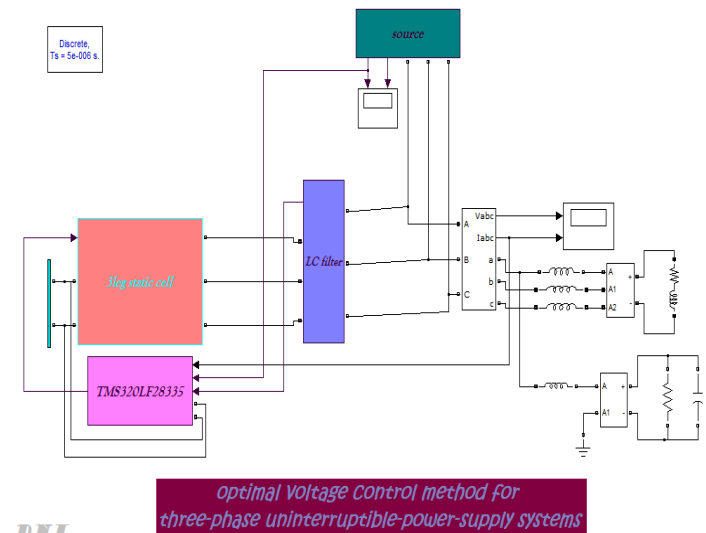 source
Discrete,
Ts = 5e-006 s.
Vabc
A
Iabc
a
A
+
B
b
A1
C
c
A2
-
LC filter
3leg static cell
TMS320LF28335
A
+
A1
-
Optimal Voltage Control method for
three-phase uninterruptible-power-supply systems